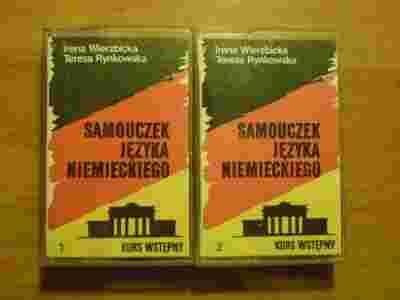 Irena Wierzbicka
Teresa Rynkowska
SAMOUCZEK
JĘZYKA
NIEMIECKIEGO
1
KURS WSTĘPNY
Irena Wierzbicka
Teresa Rynkowska
SAMOUCZEK
JĘZYKA
NIEMIECKIEGO
2
KURS WSTĘPNY